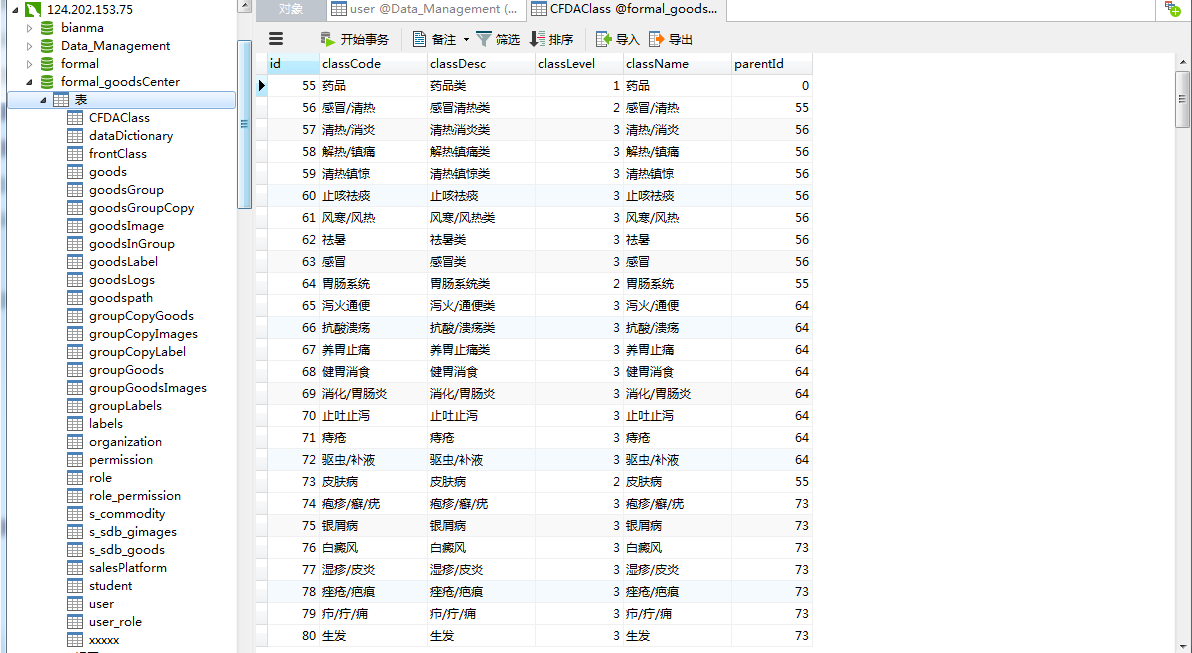 124.202.153.75
bianma
Data_Management
formal
formal_goodsCenter
表
CFDAClass
dataDictionary
frontClass
goods
goodsGroup
goodsGroupCopy
goodsImage
goodsInGroup
goodsLabel
goodsLogs
goodspath
groupCopyGoods
groupCopyImages
groupCopyLabel
groupGoods
groupGoodsImages
groupLabels
labels
organization
permission
role
role_permission
s_commodity
s_sdb_gimages
s_sdb_goods
salesPlatform
student
user
user_role
xxxxx
对象 user @Data_Management (... CFDAClass @formal_goods...
开始事务 备注 筛选 排序 导入 导出
id classCode classDesc classLevel className parentId
55 药品 药品类 1 药品 0
56 感冒/清热 感冒清热类 2 感冒/清热 55
57 清热/消炎 清热消炎类 3 清热/消炎 56
58 解热/镇痛 解热镇痛类 3 解热/镇痛 56
59 清热镇惊 清热镇惊类 3 清热镇惊 56
60 止咳祛痰 止咳祛痰 3 止咳祛痰 56
61 风寒/风热 风寒/风热类 3 风寒/风热 56
62 祛暑 祛暑类 3 祛暑 56
63 感冒 感冒类 3 感冒 56
64 胃肠系统 胃肠系统类 2 胃肠系统 55
65 泻火通便 泻火/通便类 3 泻火/通便 64
66 抗酸溃疡 抗酸/溃疡类 3 抗酸/溃疡 64
67 养胃止痛 养胃止痛类 3 养胃止痛 64
68 健胃消食 健胃消食 3 健胃消食 64
69 消化/胃肠炎 消化/胃肠炎 3 消化/胃肠炎 64
70 止吐止泻 止吐止泻 3 止吐止泻 64
71 痔疮 痔疮 3 痔疮 64
72 驱虫/补液 驱虫/补液 3 驱虫/补液 64
73 皮肤病 皮肤病 2 皮肤病 55
74 疱疹/癣/疣 疱疹/癣/疣 3 疱疹/癣/疣 73
75 银屑病 银屑病 3 银屑病 73
76 白癜风 白癜风 3 白癜风 73
77 湿疹/皮炎 湿疹/皮炎 3 湿疹/皮炎 73
78 痤疮/疤痕 痤疮/疤痕 3 痤疮/疤痕 73
79 疖/疔/痈 疖/疔/痈 3 疖/疔/痈 73
80 生发 生发 3 生发 73